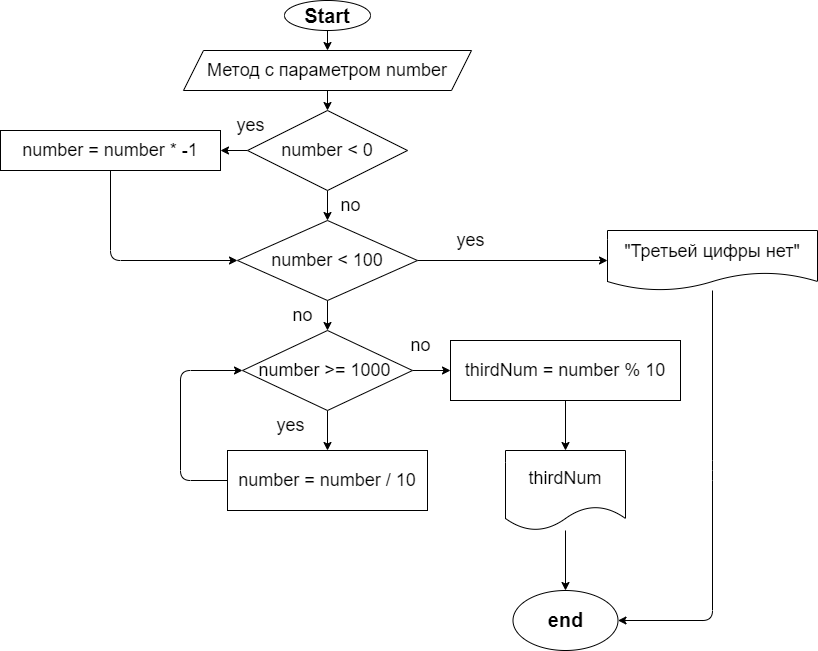 Start
Метод с параметром number
yes
number < 0
number = number * -1
no
yes
number < 100
"Третьей цифры нет"
no
no
number >= 1000
thirdNum = number % 10
yes
number = number / 10
thirdNum
end